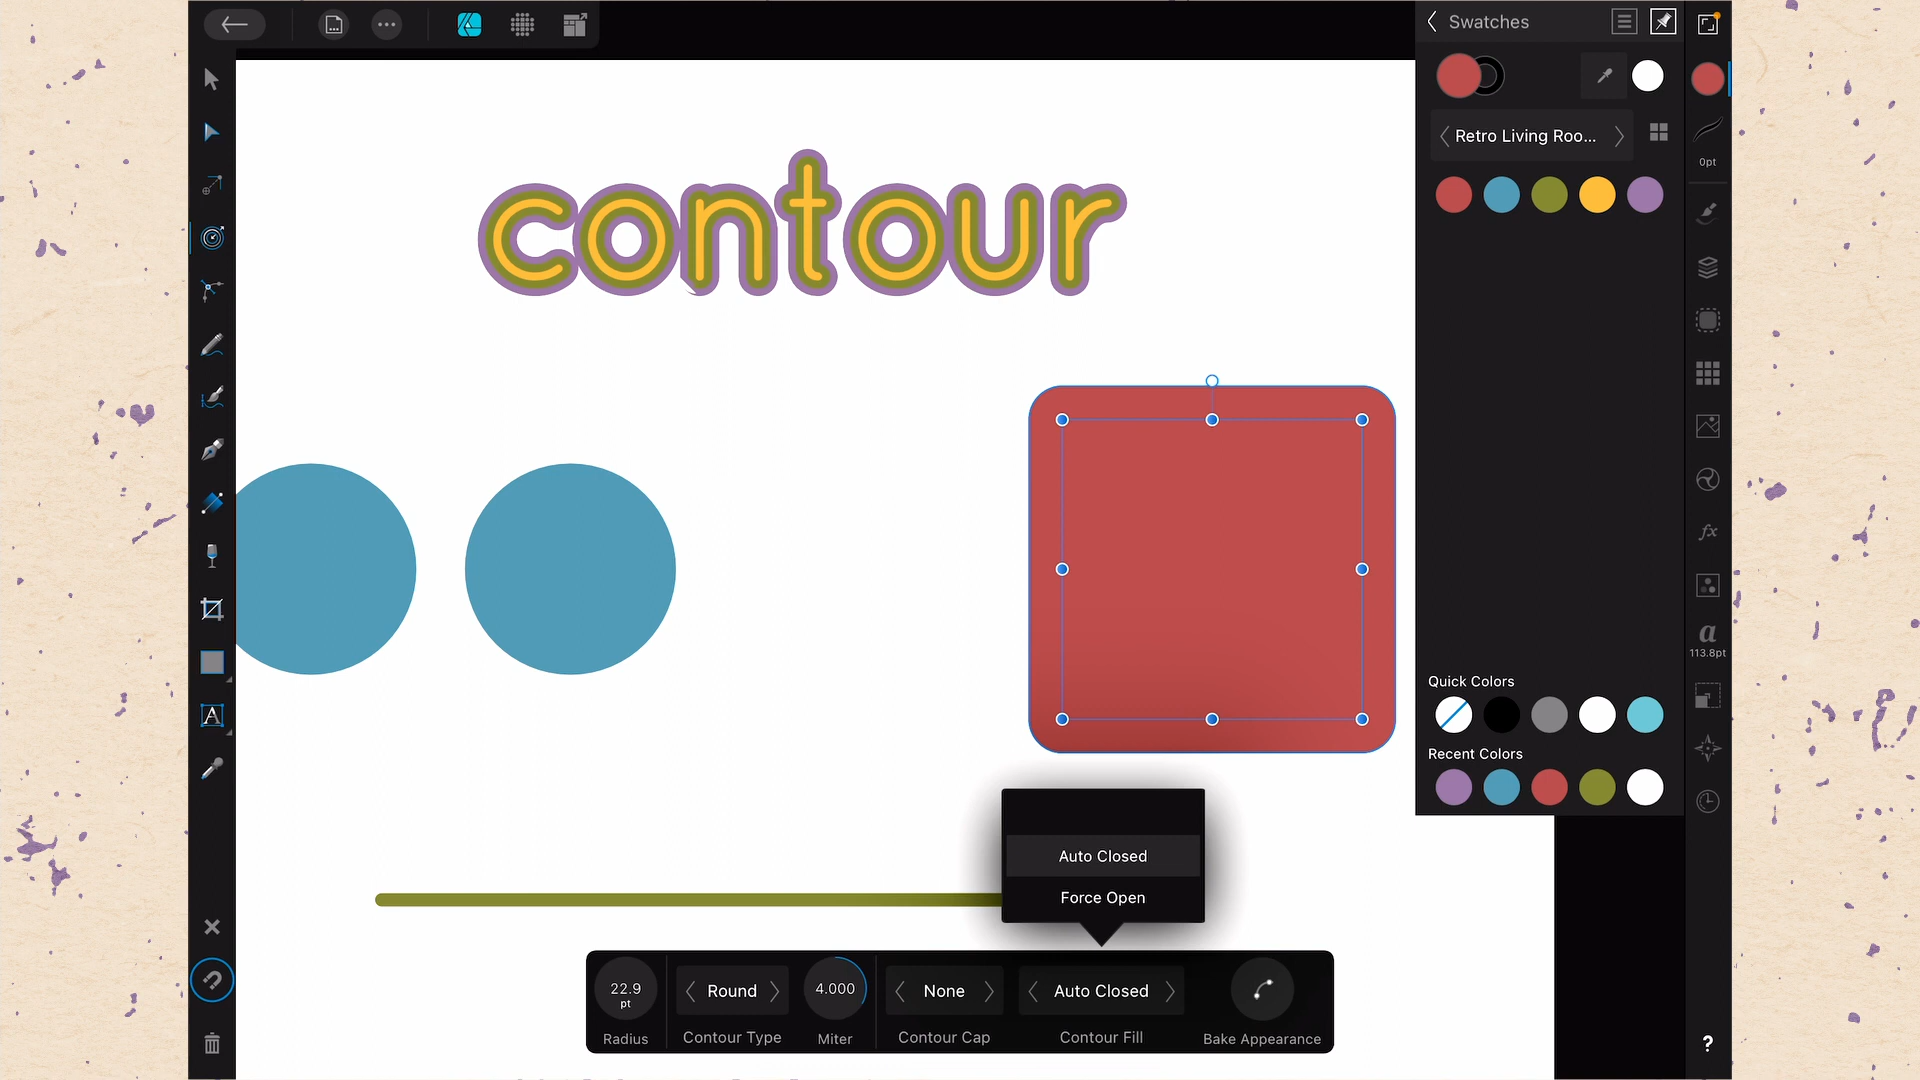 Swatches
Retro Living Roo...
0pt
contour
a
113.8pt
Quick Colors
Recent Colors
Auto Closed
Force Open
22.9
pt
Round
4.000
None
Auto Closed
Radius
Contour Type
Miter
Contour Cap
Contour Fill
Bake Appearance
A
fx
?